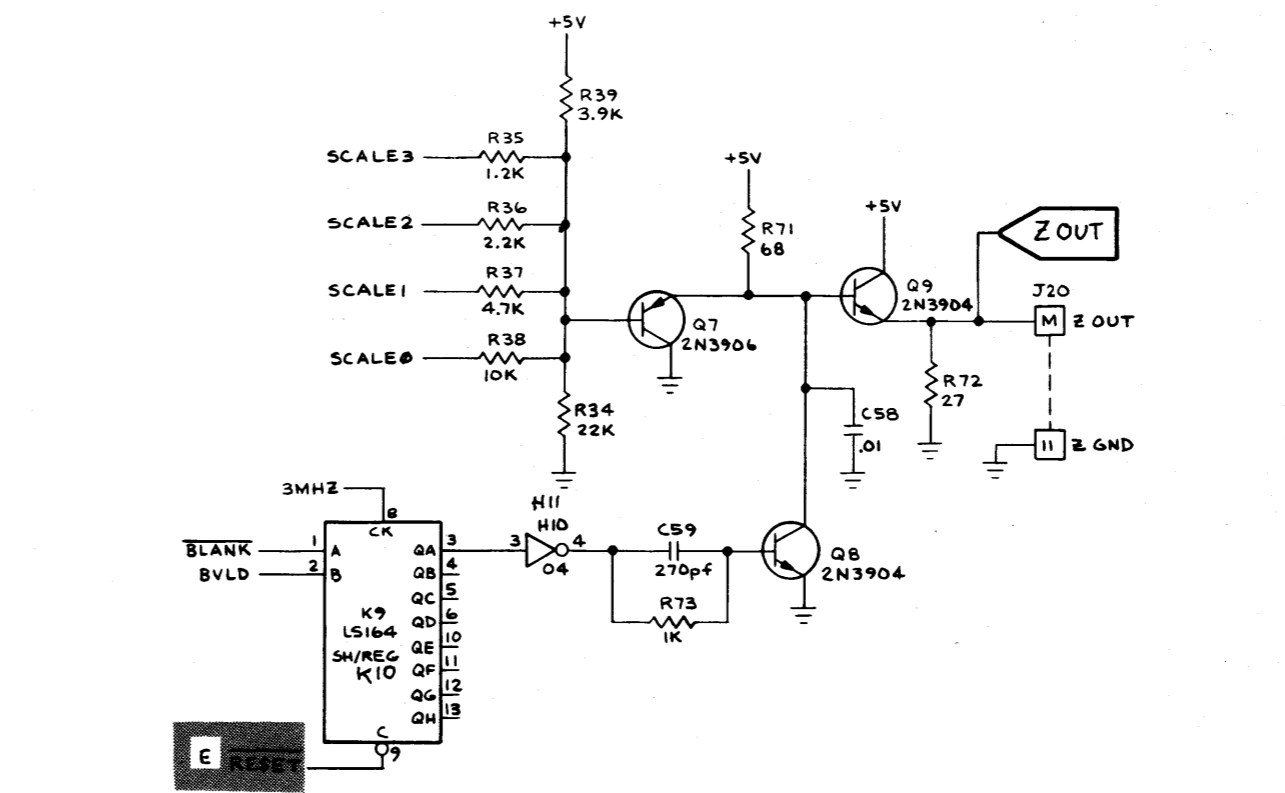 +5V
R39
3.9K
SCALE3
R35
1.2K
SCALE2
R36
2.2K
SCALE1
R37
4.7K
SCALE0
R38
10K
R34
22K
Q7
2N3906
+5V
R71
68
+5V
Q9
2N3904
Z OUT
J20
M
Z OUT
R72
27
11
Z GND
C58
.01
3MHZ
8
CK
BLANK
1
A
BVLD
2
B
QA
3
QB
4
QC
5
QD
6
QE
10
QF
11
QG
12
QH
13
K9
LS164
SH/REG
K10
C
9
E
RESET
H11
H10
3
4
04
C59
270pf
R73
1K
Q8
2N3904